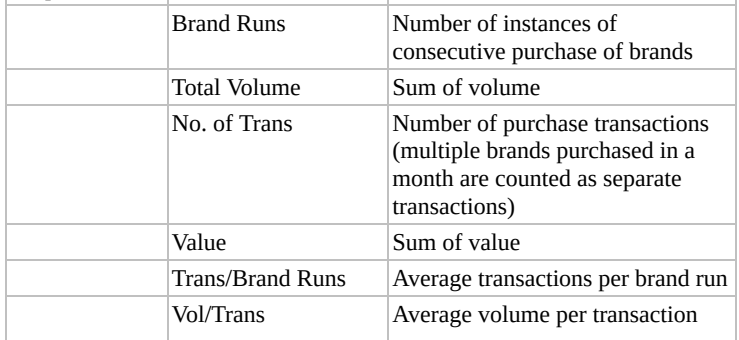 Brand Runs
Number of instances of
consecutive purchase of brands
Total Volume
Sum of volume
No. of Trans
Number of purchase transactions
(multiple brands purchased in a
month are counted as separate
transactions)
Value
Sum of value
Trans/Brand Runs
Average transactions per brand run
Vol/Trans
Average volume per transaction